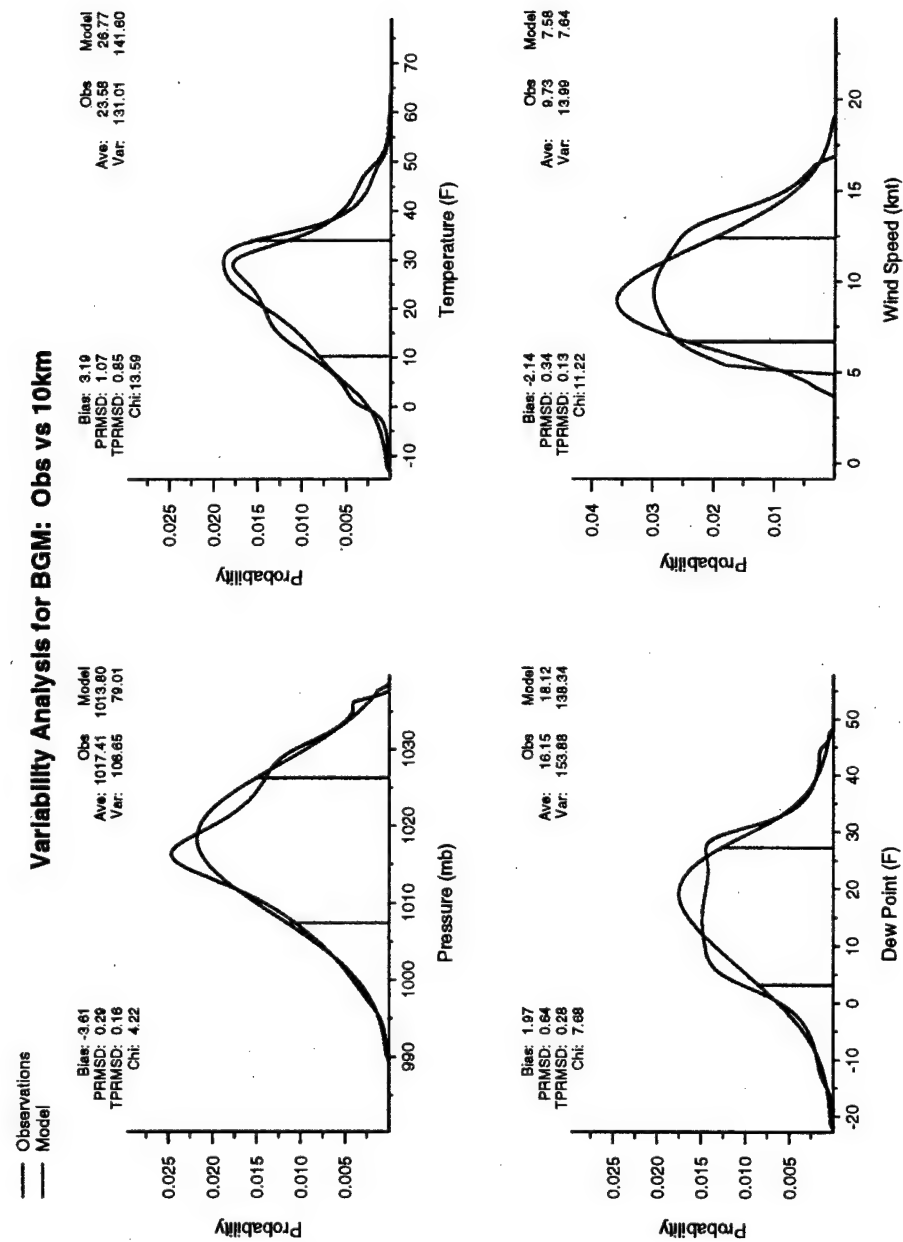 Variability Analysis for BGM: Obs vs 10km
Observations
Model
Bias: -3.61
PRMSD: 0.29
TPRMSD: 0.16
Chi: 4.22
Obs Model
Ave: 1017.41 1013.80
Var: 106.65 79.01
Probability
0.025
0.020
0.015
0.010
0.005
990 1000 1010 1020 1030
Pressure (mb)
Bias: 3.19
PRMSD: 1.07
TPRMSD: 0.85
Chi: 13.59
Obs Model
Ave: 23.58 26.77
Var: 131.01 141.60
Probability
0.025
0.020
0.015
0.010
0.005
-10 0 10 20 30 40 50 60 70
Temperature (F)
Bias: 1.97
PRMSD: 0.64
TPRMSD: 0.28
Chi: 7.68
Obs Model
Ave: 16.15 18.12
Var: 153.88 138.34
Probability
0.025
0.020
0.015
0.010
0.005
-20 -10 0 10 20 30 40 50
Dew Point (F)
Bias: -2.14
PRMSD: 0.34
TPRMSD: 0.13
Chi: 11.22
Obs Model
Ave: 9.73 7.58
Var: 13.99 7.64
Probability
0.04
0.03
0.02
0.01
0 5 10 15 20
Wind Speed (knt)